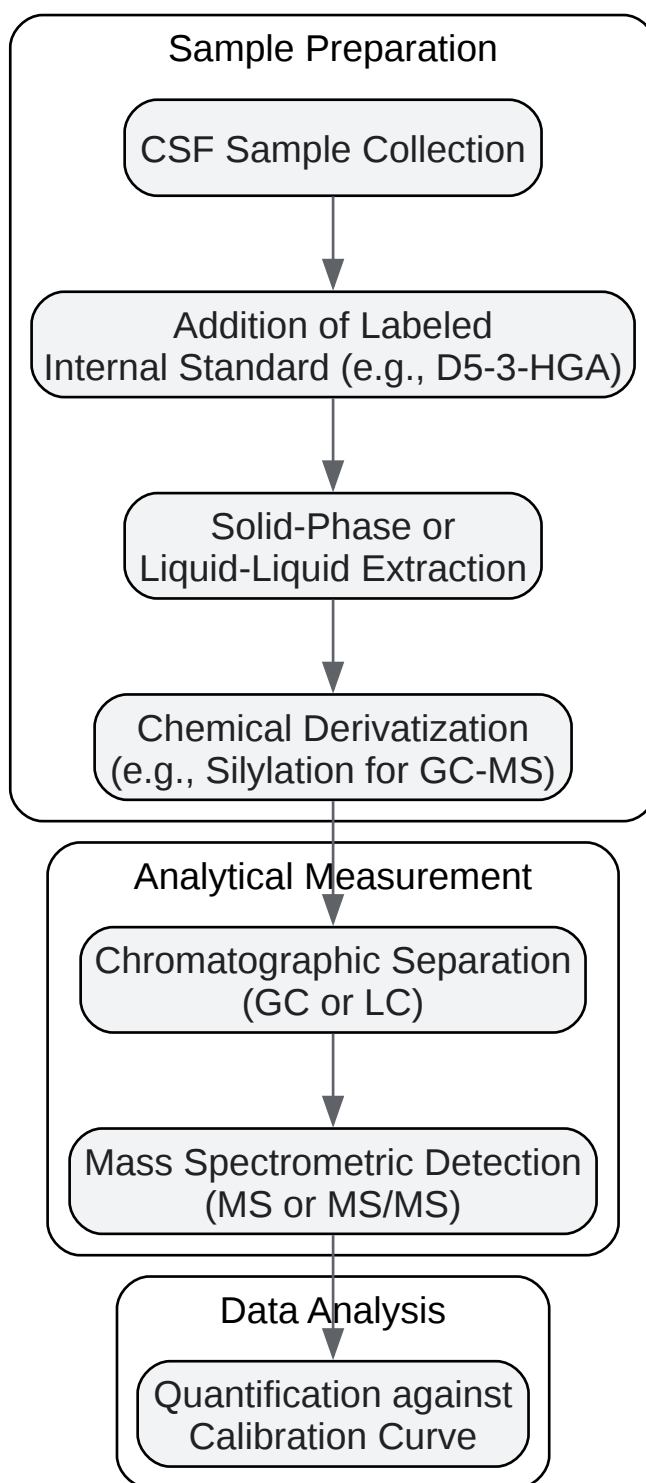 Sample Preparation
CSF Sample Collection
Addition of Labeled
Internal Standard (e.g., D5-3-HGA)
Solid-Phase or
Liquid-Liquid Extraction
Chemical Derivatization
(e.g., Silylation for GC-MS)
Analytical Measurement
Chromatographic Separation
(GC or LC)
Mass Spectrometric Detection
(MS or MS/MS)
Data Analysis
Quantification against
Calibration Curve